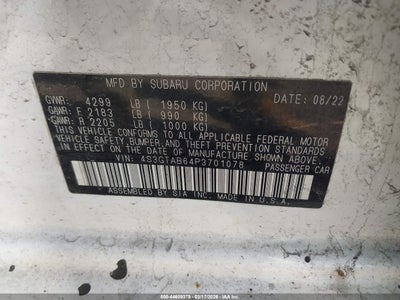 MFD BY SUBARU CORPORATION
GVWR: 4299 LB ( 1950 KG) DATE: 08/22
GAWR: F 2183 LB ( 990 KG)
GAWR: R 2205 LB ( 1000 KG)
THIS VEHICLE CONFORMS TO ALL APPLICABLE FEDERAL MOTOR
VEHICLE SAFETY, BUMPER, AND THEFT PREVENTION STANDARDS
IN EFFECT ON THE DATE OF MANUFACTURE SHOWN ABOVE.
VIN: 4S3GTAB64P3701078 PASSENGER CAR
ASSEMBLED BY SIA INC. MADE IN U.S.A.